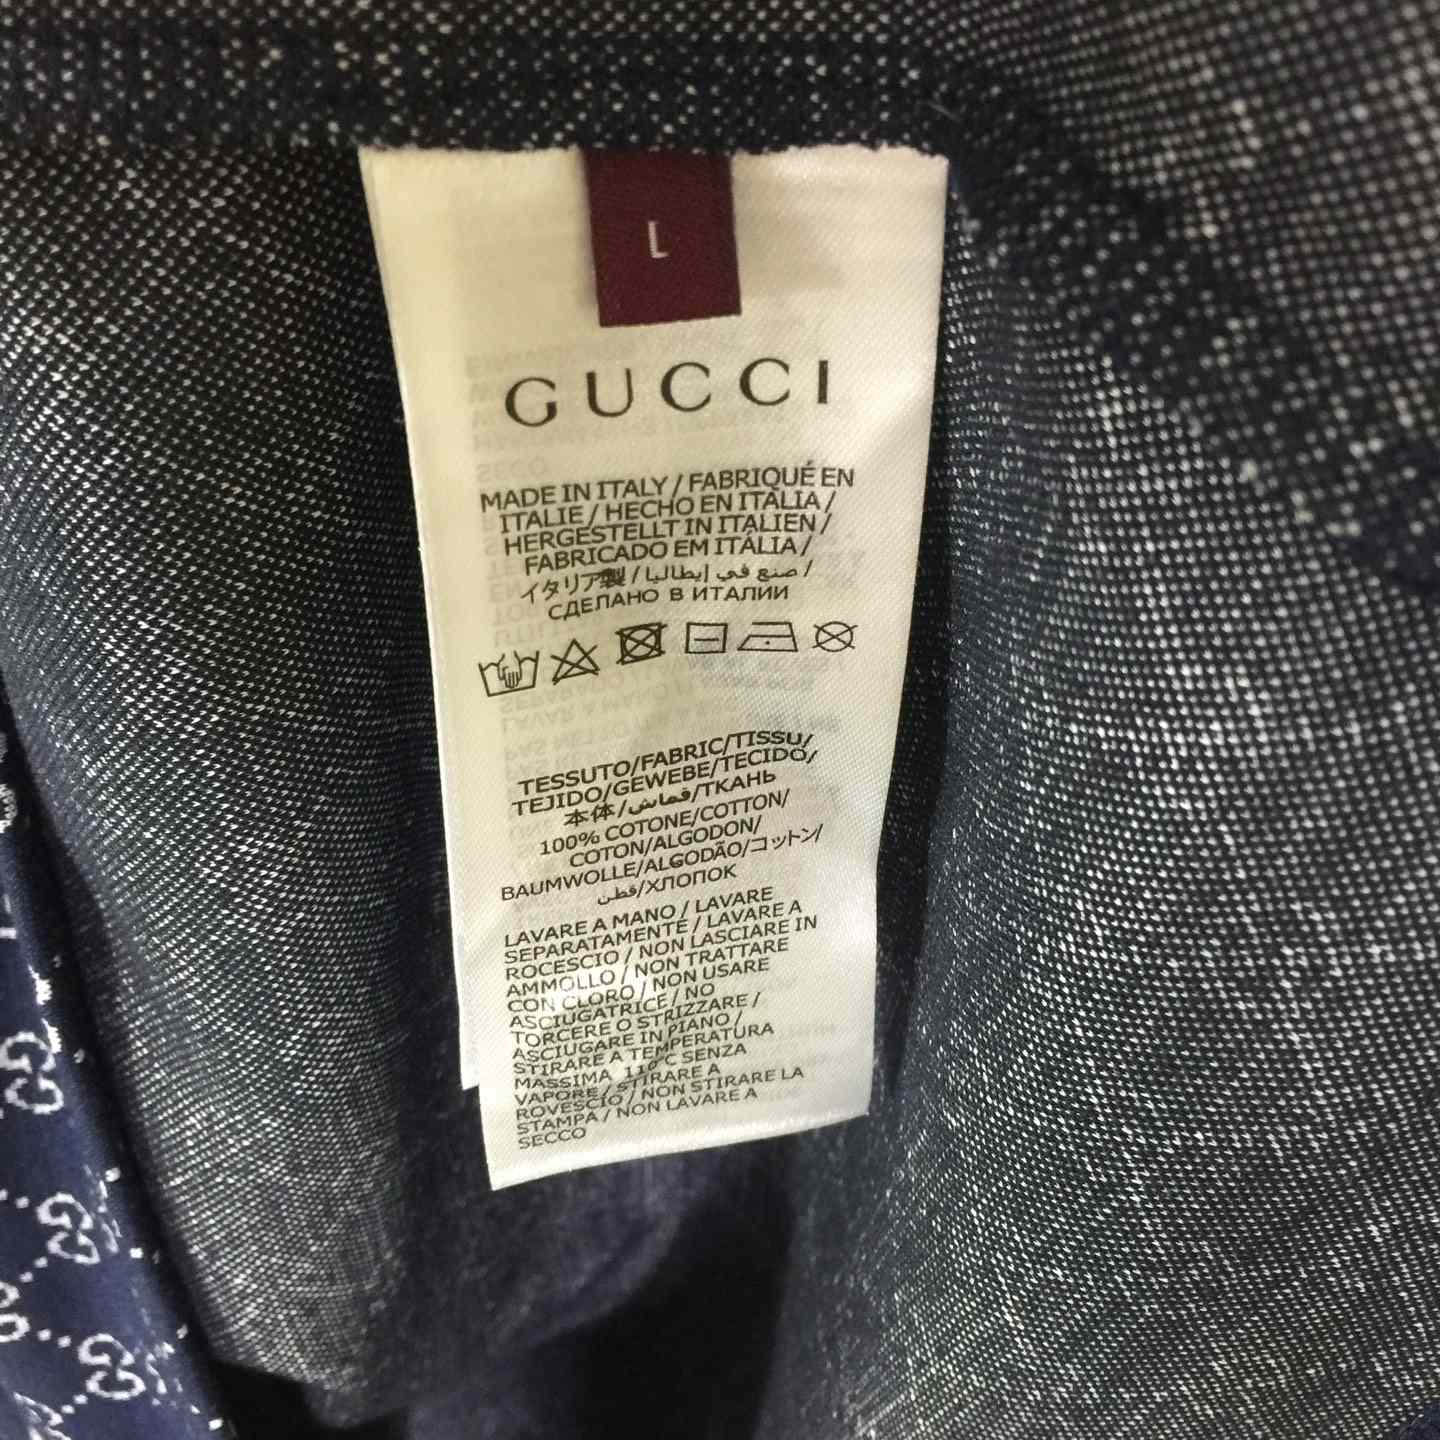 L
GUCCI
MADE IN ITALY / FABRIQUÉ EN
ITALIE / HECHO EN ITALIA /
HERGESTELLT IN ITALIEN /
FABRICADO EM ITÁLIA /
イタリア製 / صنع في إيطاليا /
СДЕЛАНО В ИТАЛИИ
TESSUTO/FABRIC/TISSU/
TEJIDO/GEWEBE/TECIDO/
本体/قماش/ТКАНЬ
100% COTONE/COTTON/
COTON/ALGODON/
BAUMWOLLE/ALGODÃO/コットン/
قطن/ХЛОПОК
LAVARE A MANO / LAVARE
SEPARATAMENTE / LAVARE A
ROCESCIO / NON LASCIARE IN
AMMOLLO / NON TRATTARE
CON CLORO / NON USARE
ASCIUGATRICE / NO
TORCERE O STRIZZARE /
ASCIUGARE IN PIANO /
STIRARE A TEMPERATURA
MASSIMA 110°C SENZA
VAPORE / STIRARE A
ROVESCIO / NON STIRARE LA
STAMPA / NON LAVARE A
SECCO